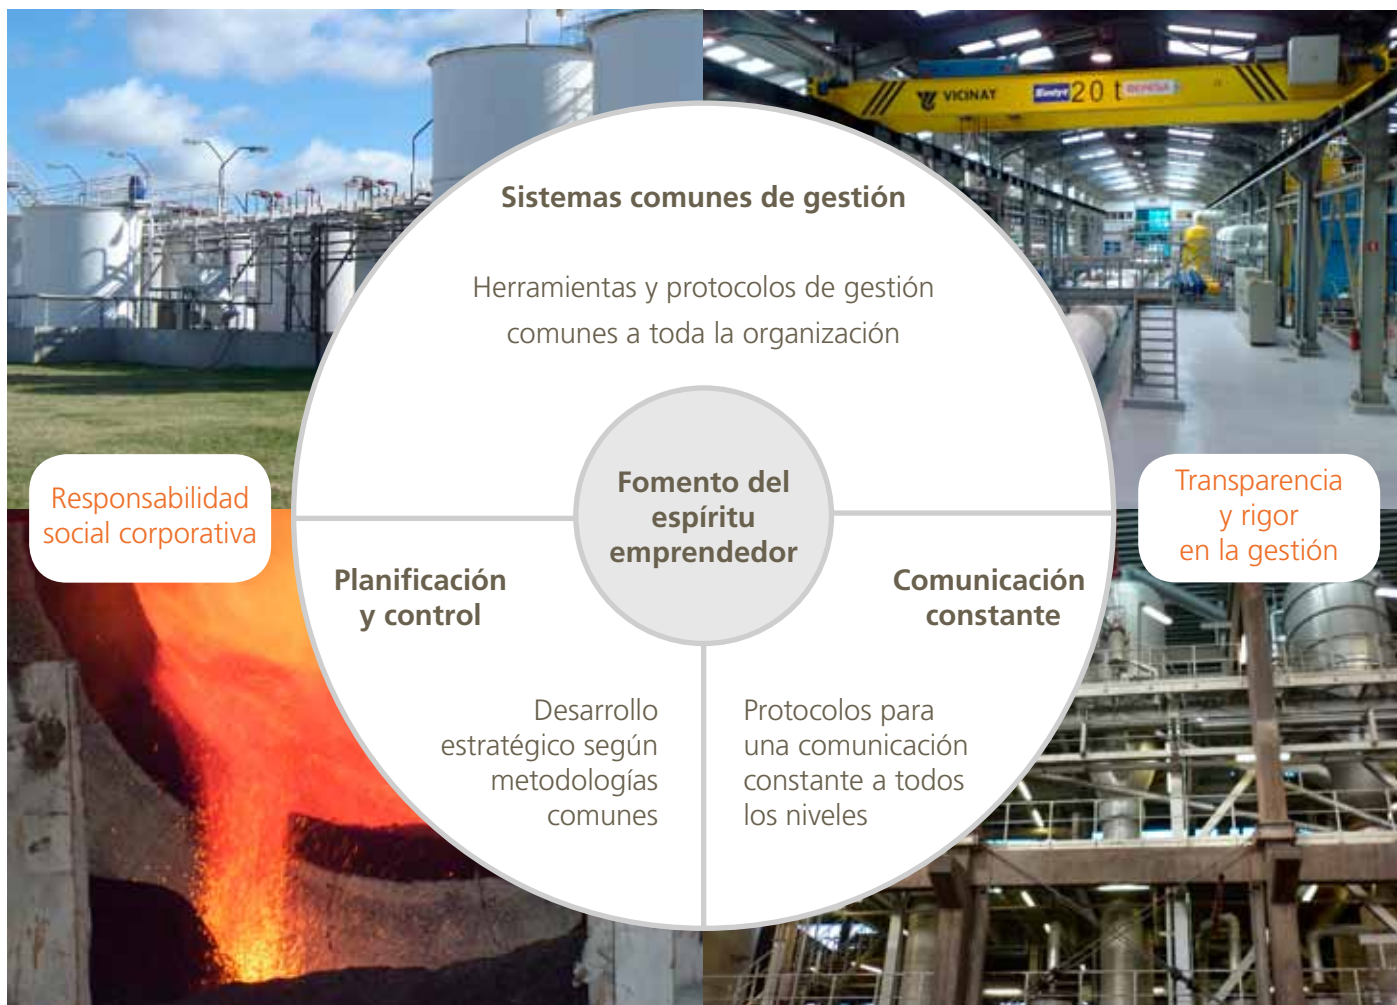 VICINAY
20 t
BEFESA
Sistemas comunes de gestión
Herramientas y protocolos de gestión
comunes a toda la organización
Responsabilidad
social corporativa
Fomento del
espíritu
emprendedor
Transparencia
y rigor
en la gestión
Planificación
y control
Comunicación
constante
Desarrollo
estratégico según
metodologías
comunes
Protocolos para
una comunicación
constante a todos
los niveles